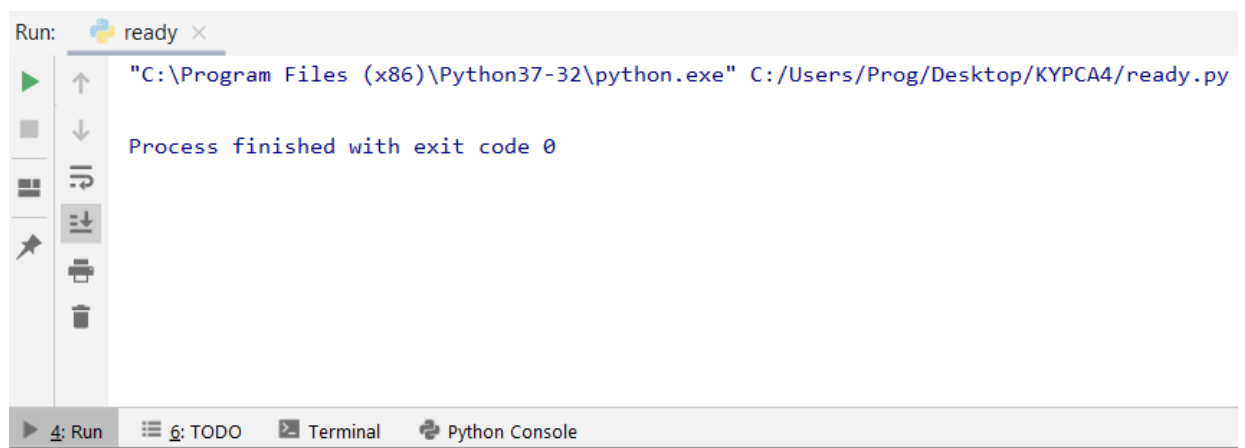 Run: ready
"C:\Program Files (x86)\Python37-32\python.exe" C:/Users/Prog/Desktop/KYPCA4/ready.py
Process finished with exit code 0
4: Run 6: TODO Terminal Python Console